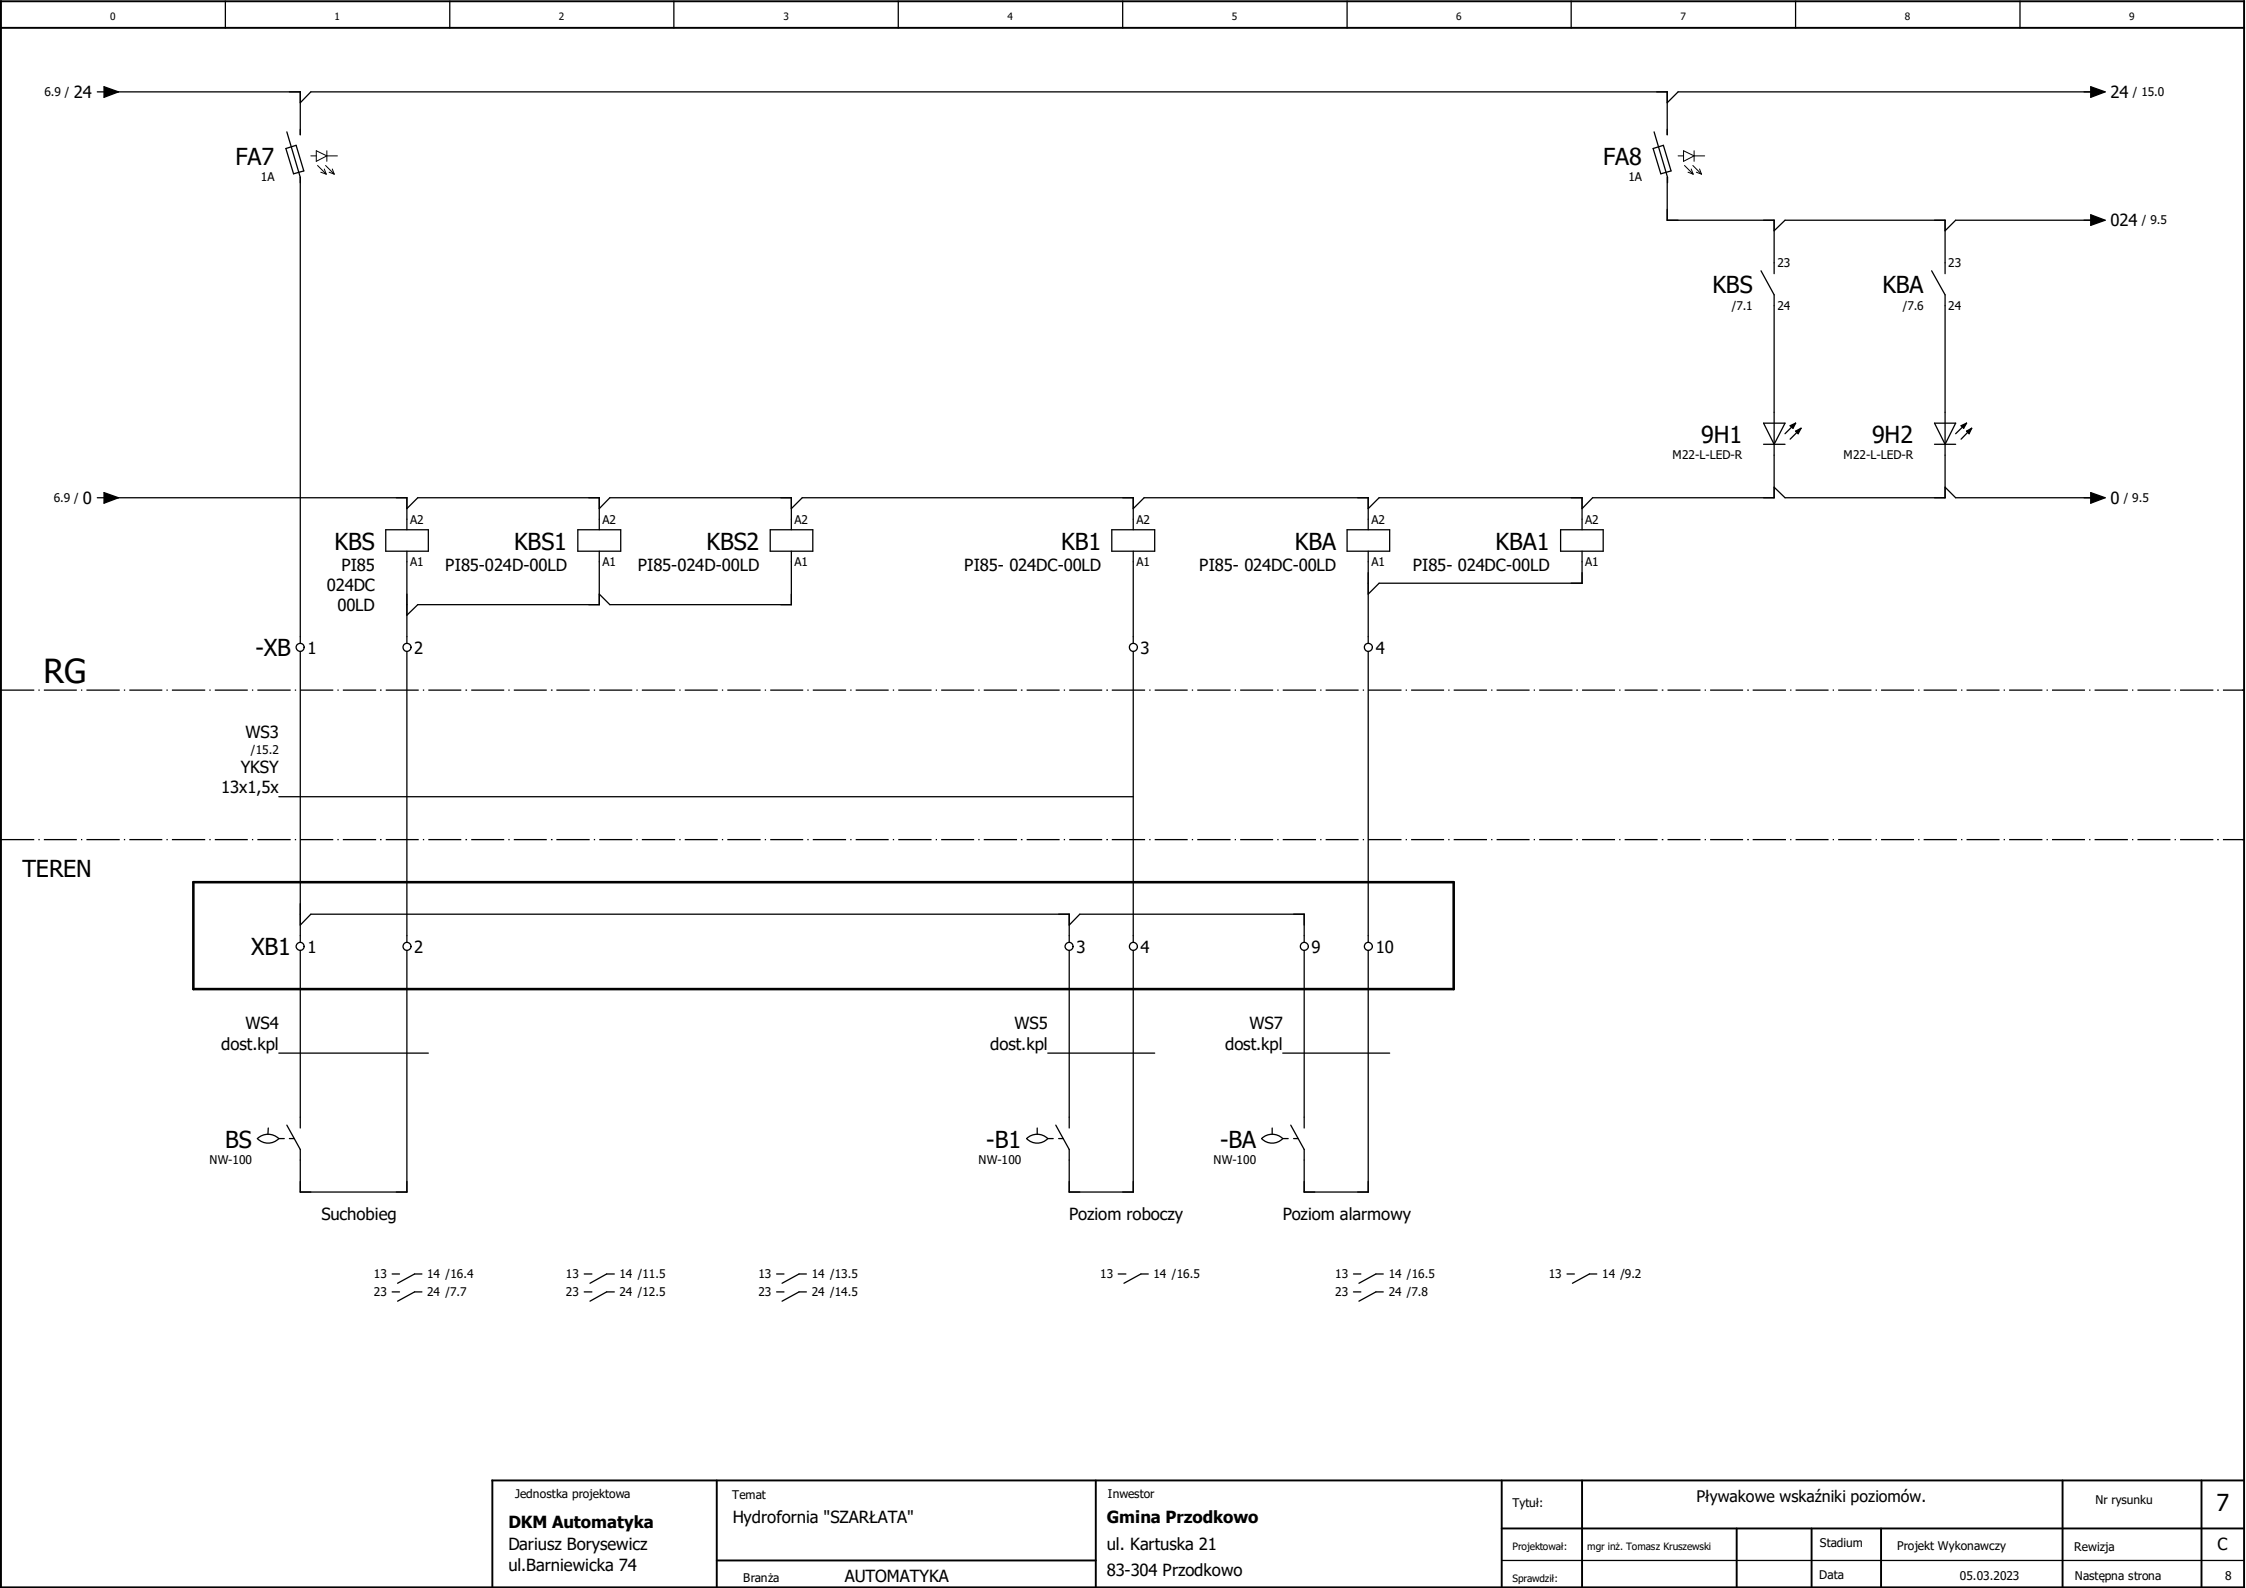 0 1 2 3 4 5 6 7 8 9
6.9 / 24
24 / 15.0
FA7
1A
FA8
1A
024 / 9.5
KBS
/7.1
23
24
KBA
/7.6
23
24
9H1
M22-L-LED-R
9H2
M22-L-LED-R
6.9 / 0
0 / 9.5
KBS
PI85
024DC
00LD
A2
A1
KBS1
PI85-024D-00LD
A2
A1
KBS2
PI85-024D-00LD
A2
A1
KB1
PI85- 024DC-00LD
A2
A1
KBA
PI85- 024DC-00LD
A2
A1
KBA1
PI85- 024DC-00LD
A2
A1
-XB 1 2 3 4
RG
WS3
/15.2
YKSY
13x1,5x
TEREN
XB1 1 2 3 4 9 10
WS4
dost.kpl
WS5
dost.kpl
WS7
dost.kpl
BS
NW-100
-B1
NW-100
-BA
NW-100
Suchobieg
Poziom roboczy
Poziom alarmowy
13 14 /16.4
23 24 /7.7
13 14 /11.5
23 24 /12.5
13 14 /13.5
23 24 /14.5
13 14 /16.5
13 14 /16.5
23 24 /7.8
13 14 /9.2
Jednostka projektowa
DKM Automatyka
Dariusz Borysewicz
ul.Barniewicka 74
Temat
Hydrofornia "SZARŁATA"
Branża AUTOMATYKA
Inwestor
Gmina Przodkowo
ul. Kartuska 21
83-304 Przodkowo
Tytuł: Pływakowe wskaźniki poziomów.
Nr rysunku 7
Projektował: mgr inż. Tomasz Kruszewski
Stadium Projekt Wykonawczy
Rewizja C
Sprawdził:
Data 05.03.2023
Następna strona 8